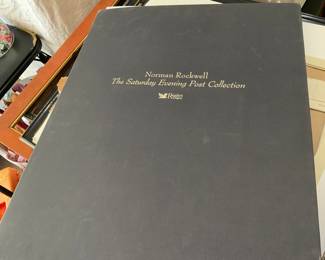 Norman Rockwell
The Saturday Evening Post Collection